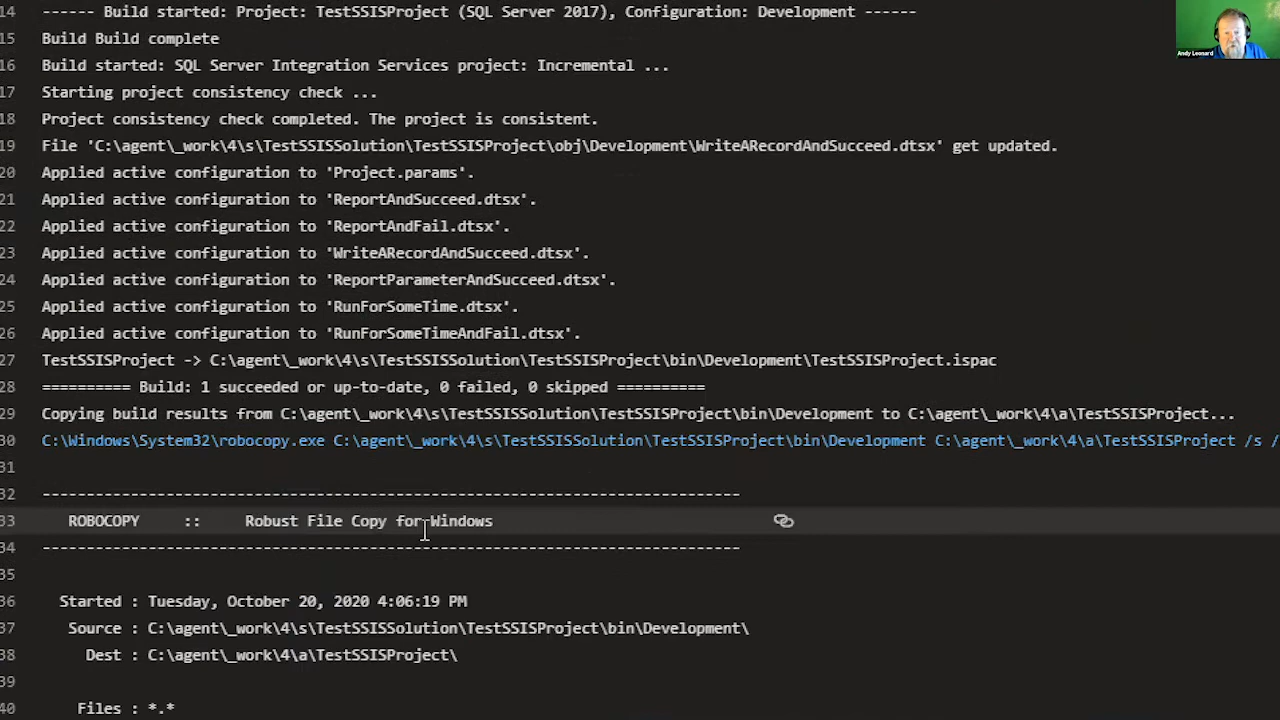 14 ------ Build started: Project: TestSSISProject (SQL Server 2017), Configuration: Development ------
Andy Leonard
15 Build Build complete
16 Build started: SQL Server Integration Services project: Incremental ...
17 Starting project consistency check ...
18 Project consistency check completed. The project is consistent.
19 File 'C:\agent\_work\4\s\TestSSISSolution\TestSSISProject\obj\Development\WriteARecordAndSucceed.dtsx' get updated.
20 Applied active configuration to 'Project.params'.
21 Applied active configuration to 'ReportAndSucceed.dtsx'.
22 Applied active configuration to 'ReportAndFail.dtsx'.
23 Applied active configuration to 'WriteARecordAndSucceed.dtsx'.
24 Applied active configuration to 'ReportParameterAndSucceed.dtsx'.
25 Applied active configuration to 'RunForSomeTime.dtsx'.
26 Applied active configuration to 'RunForSomeTimeAndFail.dtsx'.
27 TestSSISProject -> C:\agent\_work\4\s\TestSSISSolution\TestSSISProject\bin\Development\TestSSISProject.ispac
28 ========== Build: 1 succeeded or up-to-date, 0 failed, 0 skipped ==========
29 Copying build results from C:\agent\_work\4\s\TestSSISSolution\TestSSISProject\bin\Development to C:\agent\_work\4\a\TestSSISProject...
30 C:\Windows\System32\robocopy.exe C:\agent\_work\4\s\TestSSISSolution\TestSSISProject\bin\Development C:\agent\_work\4\a\TestSSISProject /s /
31
32 -------------------------------------------------------------------------------
33 ROBOCOPY :: Robust File Copy for Windows
34 -------------------------------------------------------------------------------
35
36 Started : Tuesday, October 20, 2020 4:06:19 PM
37 Source : C:\agent\_work\4\s\TestSSISSolution\TestSSISProject\bin\Development\
38 Dest : C:\agent\_work\4\a\TestSSISProject\
39
40 Files : *.*